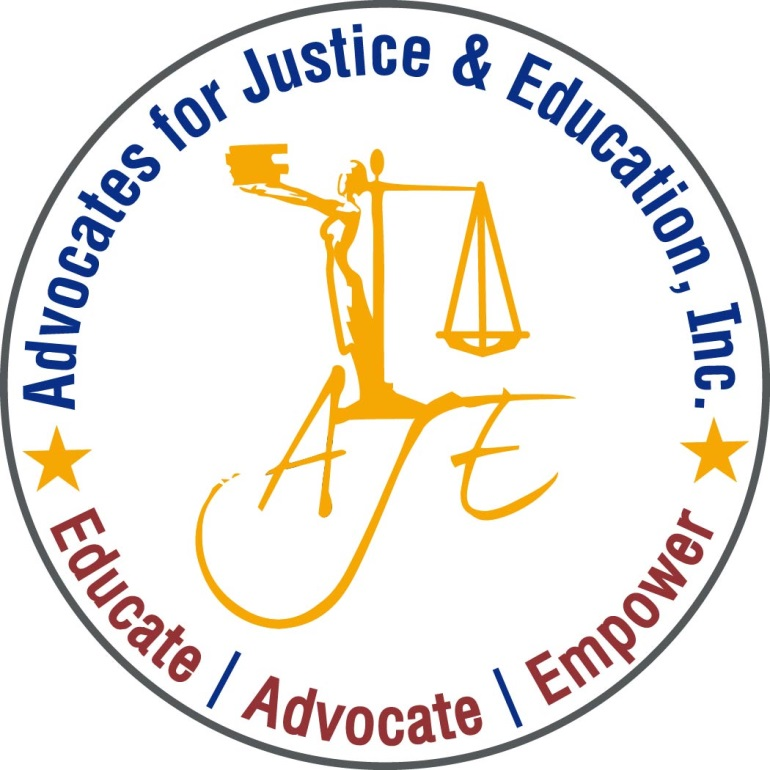 Advocates for Justice & Education, Inc.
AJE
Educate | Advocate | Empower